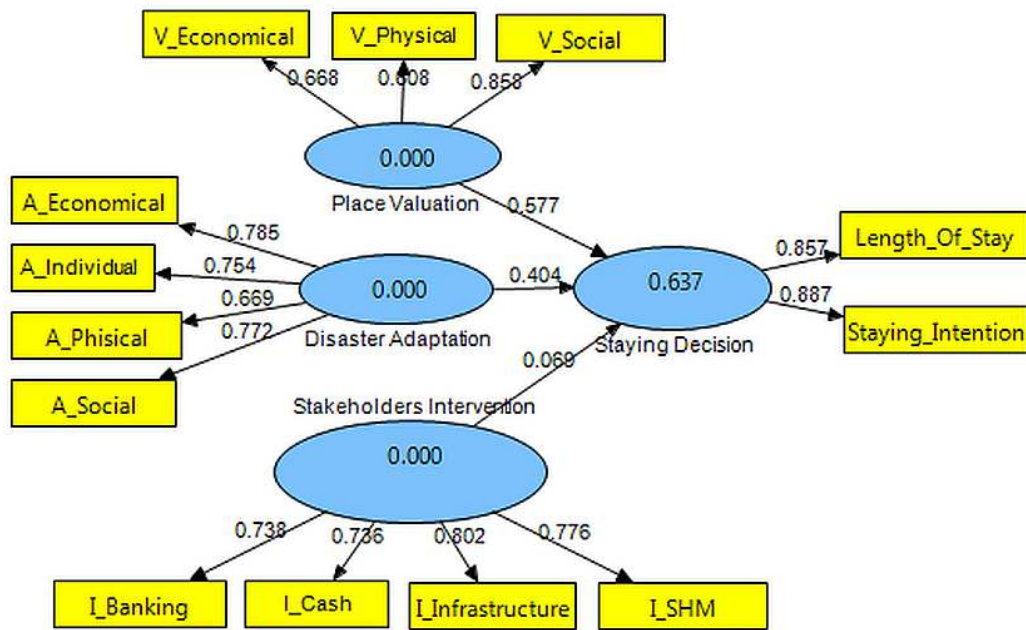 V_Economical
V_Physical
V_Social
0.668
0.608
0.858
0.000
Place Valuation
0.577
A_Economical
A_Individual
A_Phisical
A_Social
0.785
0.754
0.669
0.772
0.000
Disaster Adaptation
0.404
0.637
Staying Decision
0.857
0.887
Length_Of_Stay
Staying_Intention
0.069
Stakeholders Intervention
0.000
0.738
0.736
0.802
0.776
I_Banking
I_Cash
I_Infrastructure
I_SHM